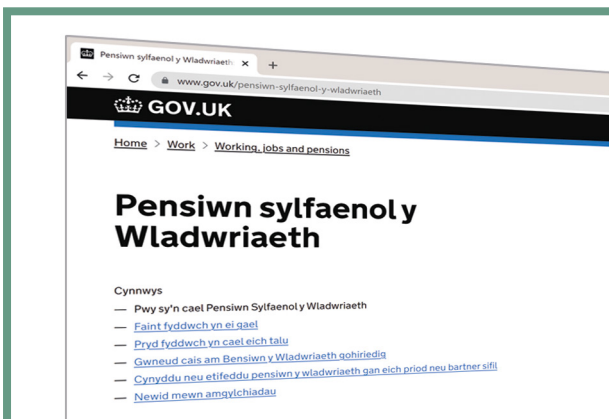 Pensiwn sylfaenol y Wladwriaeth
www.gov.uk/pensiwn-sylfaenol-y-wladwriaeth
GOV.UK
Home > Work > Working, jobs and pensions
Pensiwn sylfaenol y
Wladwriaeth
Cynnwys
— Pwy sy'n cael Pensiwn Sylfaenol y Wladwriaeth
— Faint fyddwch yn ei gael
— Pryd fyddwch yn cael eich talu
— Gwneud cais am Bensiwn y Wladwriaeth gohiriedig
— Cynyddu neu etifeddu pensiwn y wladwriaeth gan eich priod neu bartner sifil
— Newid mewn amgylchiadau